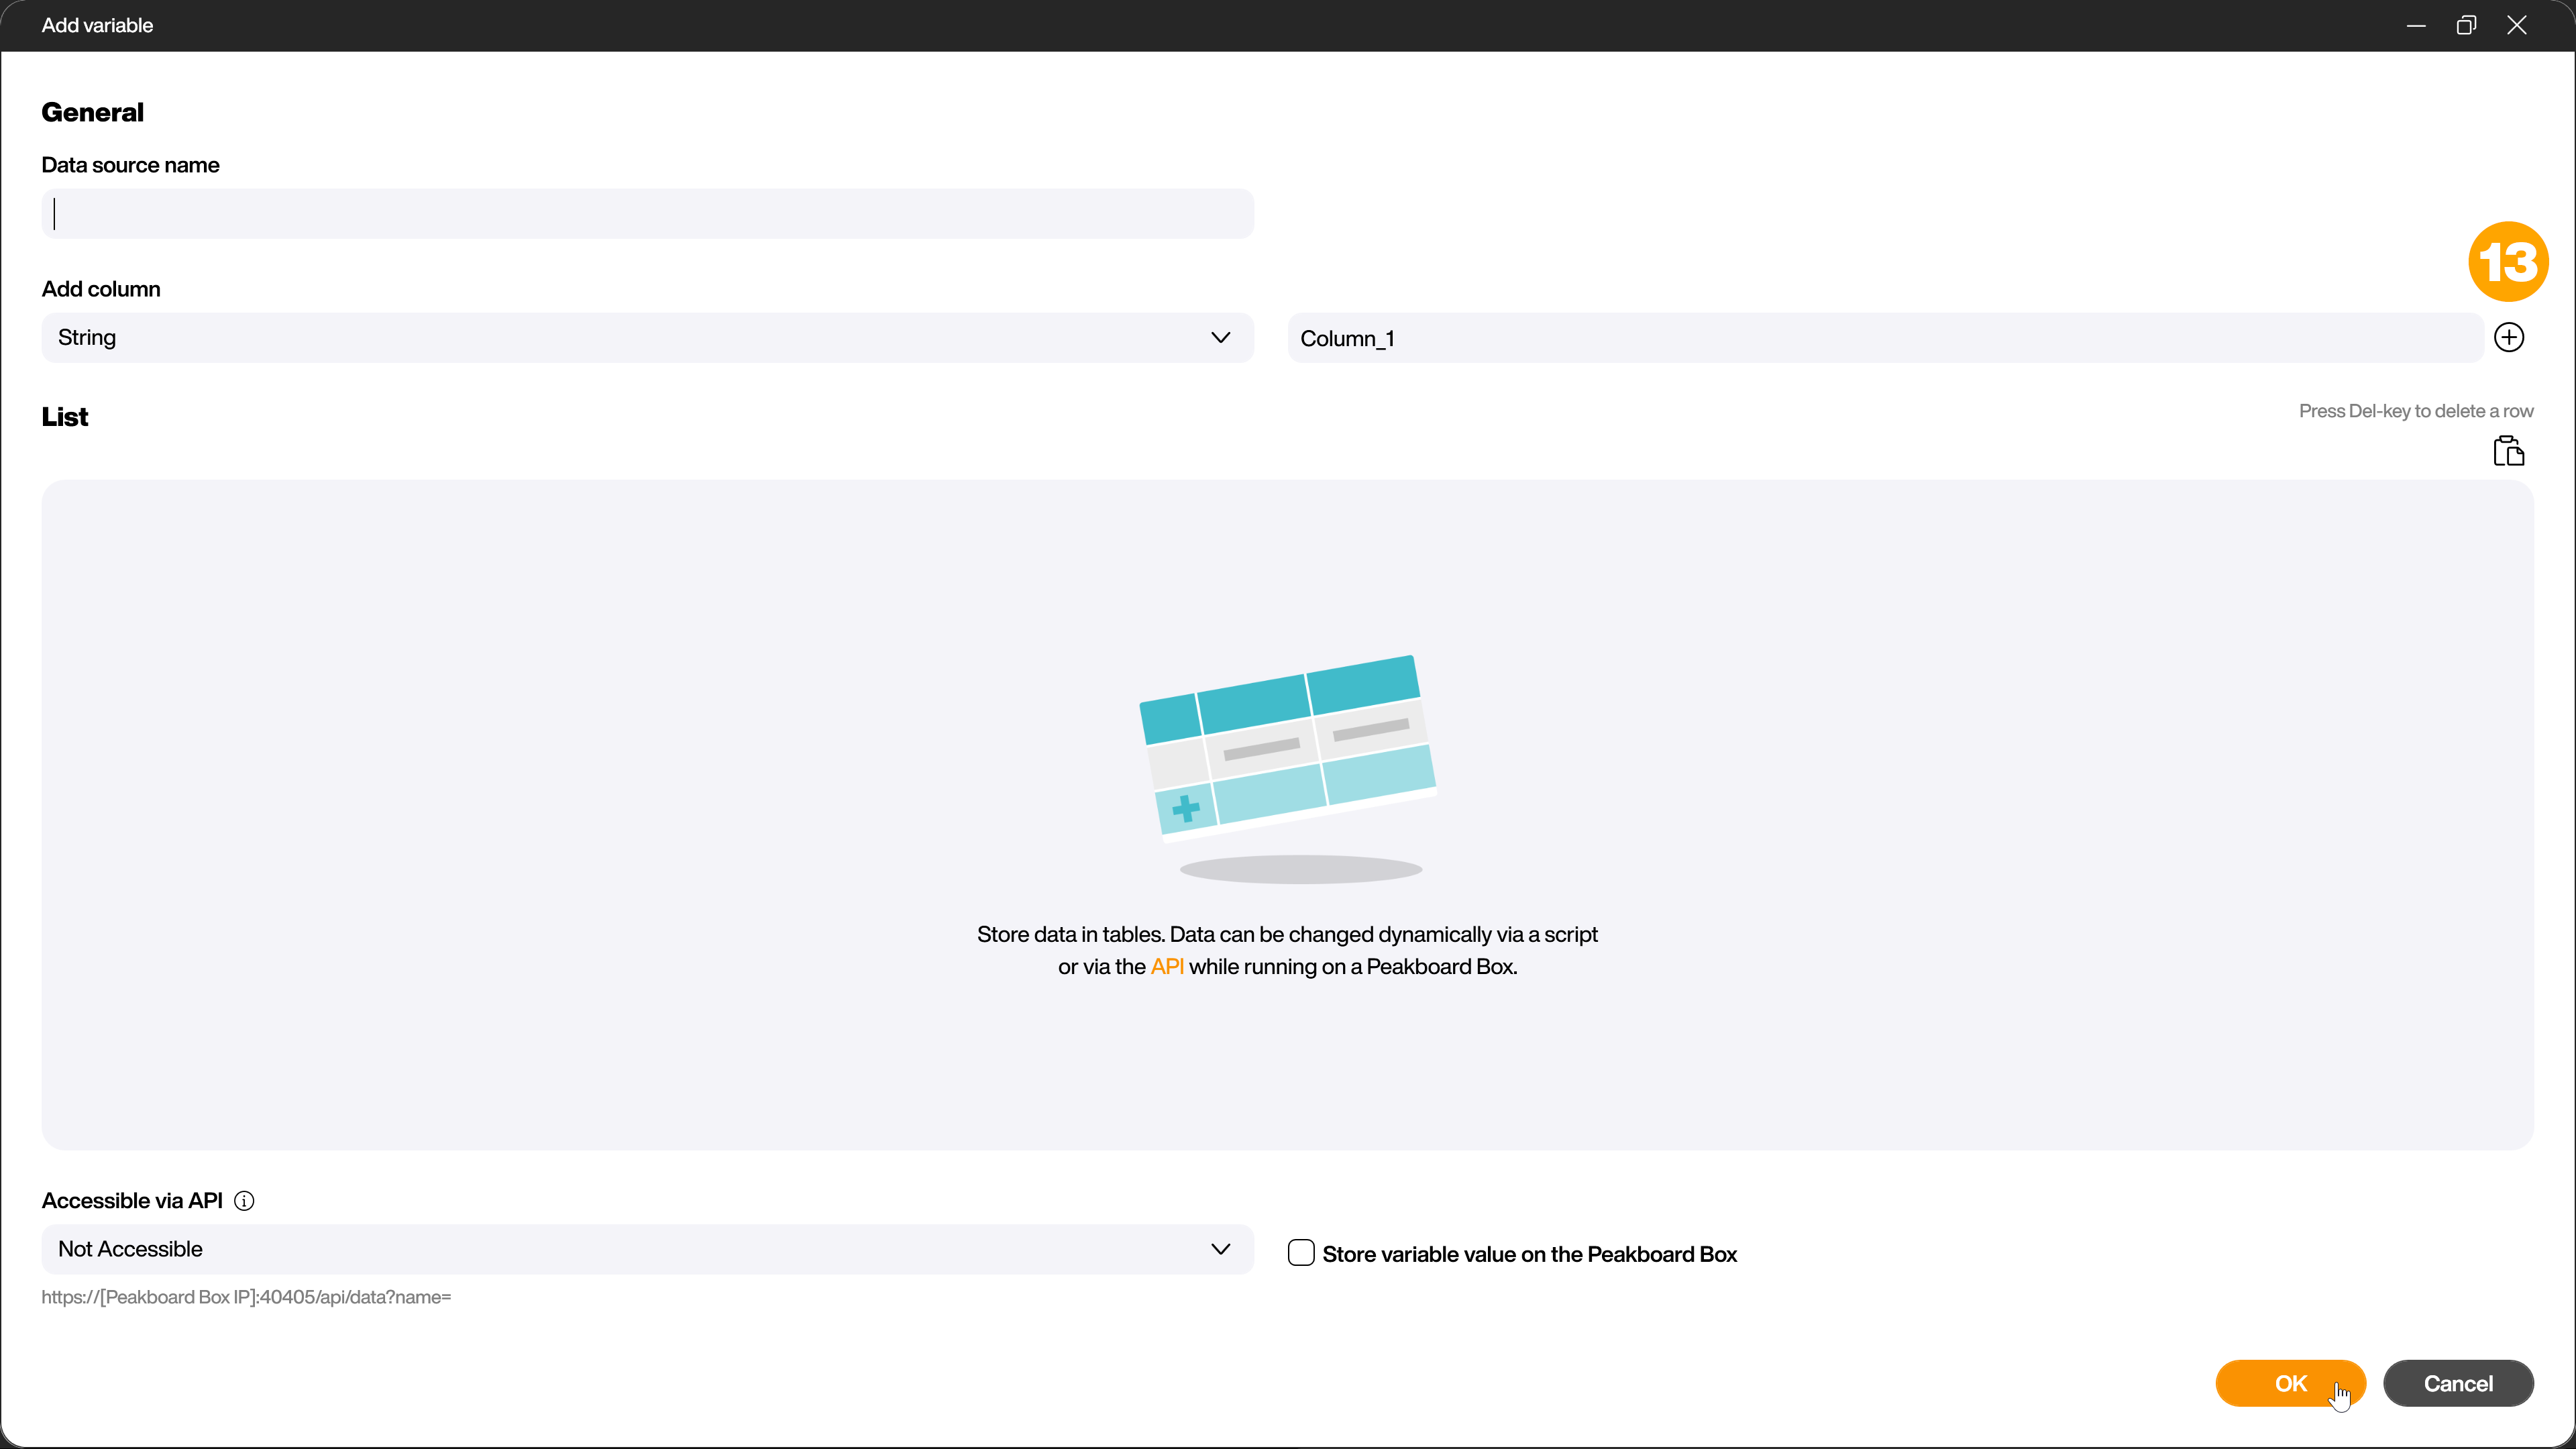 Add variable
General
Data source name
13
Add column
String
Column_1
List
Press Del-key to delete a row
Store data in tables. Data can be changed dynamically via a script
or via the API while running on a Peakboard Box.
Accessible via API
Not Accessible
Store variable value on the Peakboard Box
https://[Peakboard Box IP]:40405/api/data?name=
OK
Cancel